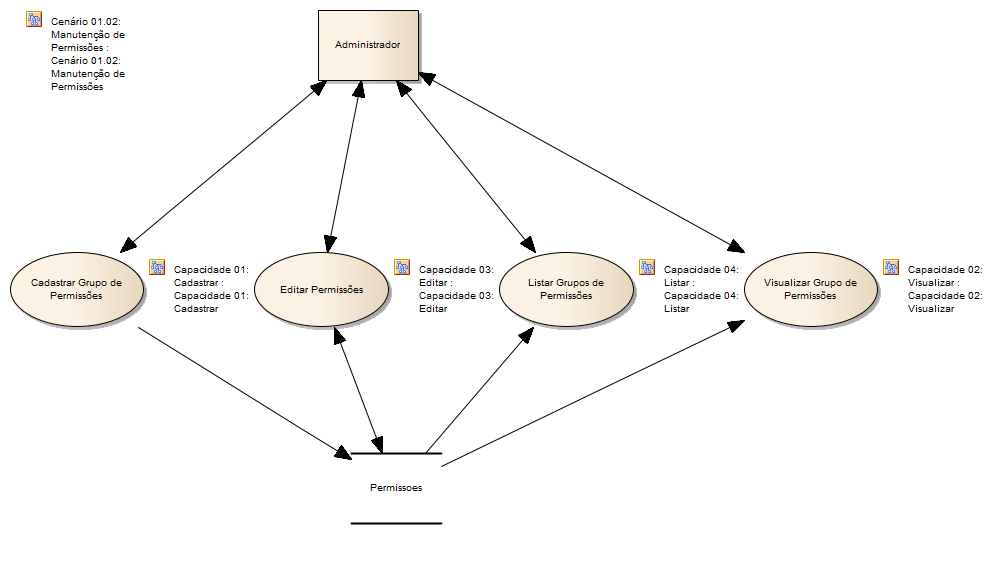 Cenário 01.02:
Manutenção de
Permissões :
Cenário 01.02:
Manutenção de
Permissões
Administrador
Cadastrar Grupo de
Permissões
Capacidade 01:
Cadastrar :
Capacidade 01:
Cadastrar
Editar Permissões
Capacidade 03:
Editar :
Capacidade 03:
Editar
Listar Grupos de
Permissões
Capacidade 04:
Listar :
Capacidade 04:
Listar
Visualizar Grupo de
Permissões
Capacidade 02:
Visualizar :
Capacidade 02:
Visualizar
Permissoes